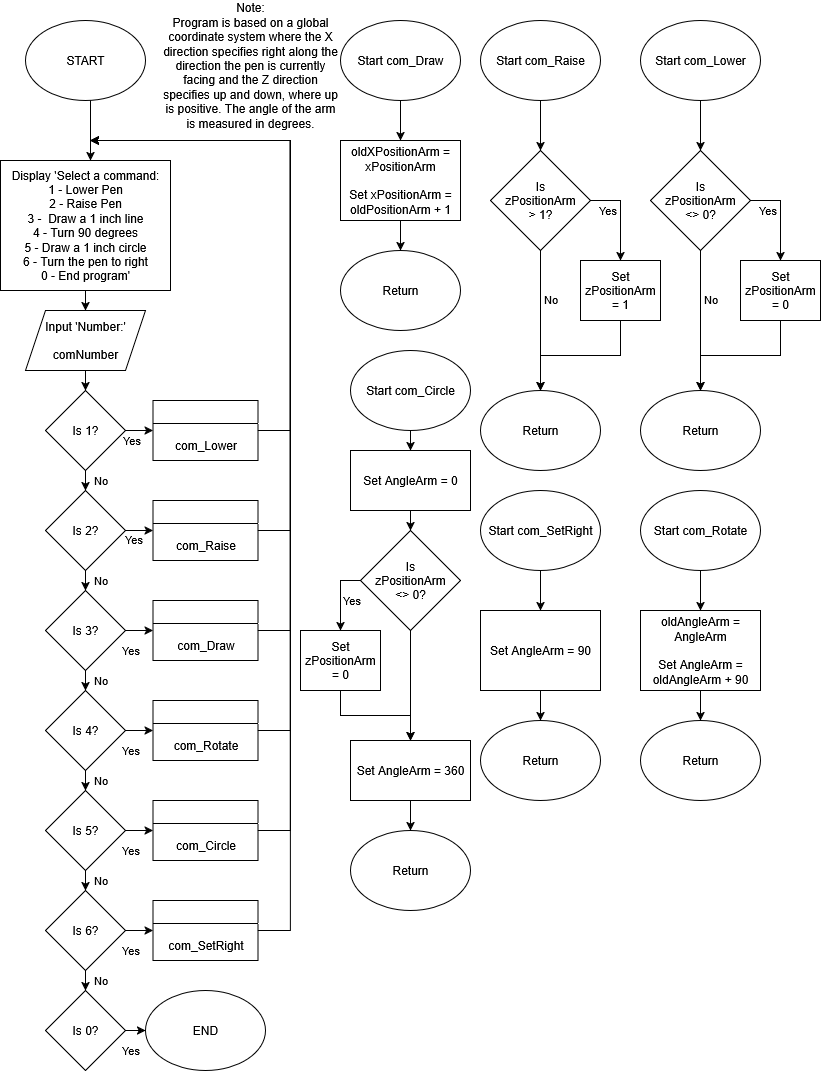 Note:
Program is based on a global
coordinate system where the X
direction specifies right along the
direction the pen is currently
facing and the Z direction
specifies up and down, where up
is positive. The angle of the arm
is measured in degrees.
START
Display 'Select a command:
1 - Lower Pen
2 - Raise Pen
3 - Draw a 1 inch line
4 - Turn 90 degrees
5 - Draw a 1 inch circle
6 - Turn the pen to right
0 - End program'
Input 'Number:'
comNumber
Is 1?
Yes
com_Lower
No
Is 2?
Yes
com_Raise
No
Is 3?
Yes
com_Draw
No
Is 4?
Yes
com_Rotate
No
Is 5?
Yes
com_Circle
No
Is 6?
Yes
com_SetRight
No
Is 0?
Yes
END
Start com_Draw
oldXPositionArm =
xPositionArm
Set xPositionArm =
oldPositionArm + 1
Return
Start com_Raise
Is
zPositionArm
> 1?
Yes
Set
zPositionArm
= 1
No
Return
Start com_Lower
Is
zPositionArm
<> 0?
Yes
Set
zPositionArm
= 0
No
Return
Start com_Circle
Set AngleArm = 0
Is
zPositionArm
<> 0?
Yes
Set
zPositionArm
= 0
Set AngleArm = 360
Return
Start com_SetRight
Set AngleArm = 90
Return
Start com_Rotate
oldAngleArm =
AngleArm
Set AngleArm =
oldAngleArm + 90
Return